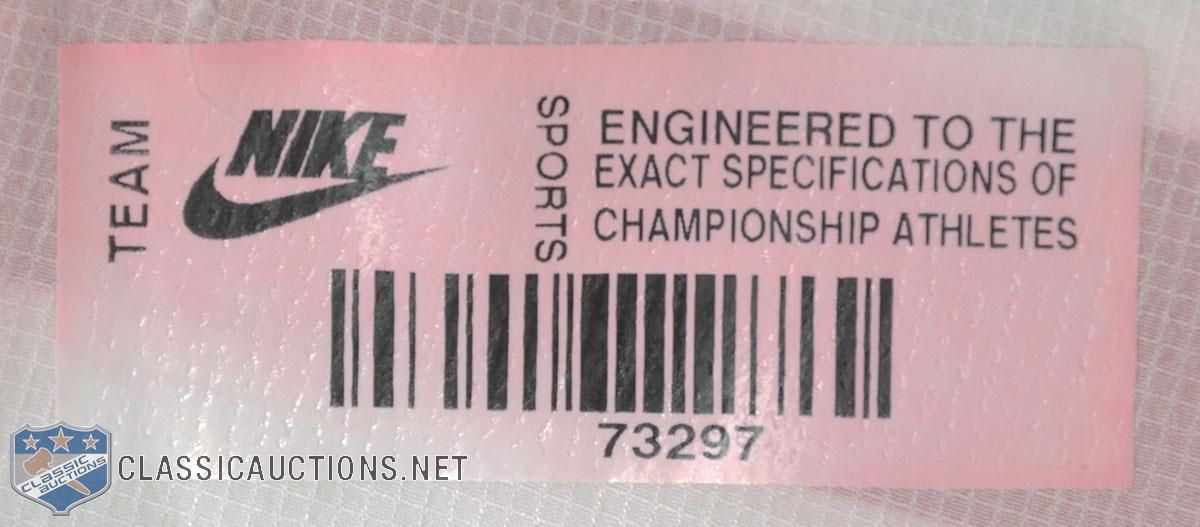 TEAM
NIKE
SPORTS
ENGINEERED TO THE
EXACT SPECIFICATIONS OF
CHAMPIONSHIP ATHLETES
73297
CLASSIC
AUCTIONS
CLASSICAUCTIONS.NET